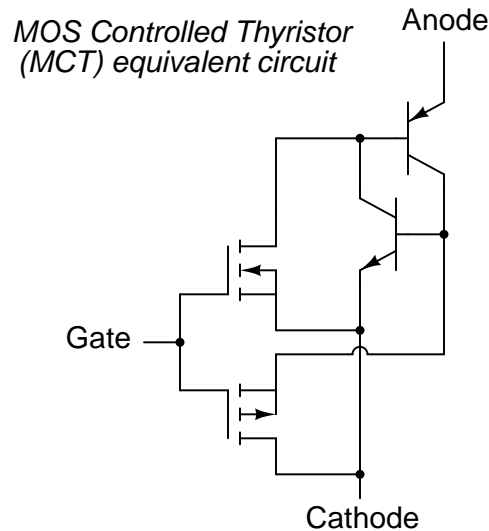 MOS Controlled Thyristor
(MCT) equivalent circuit
Anode
Gate
Cathode